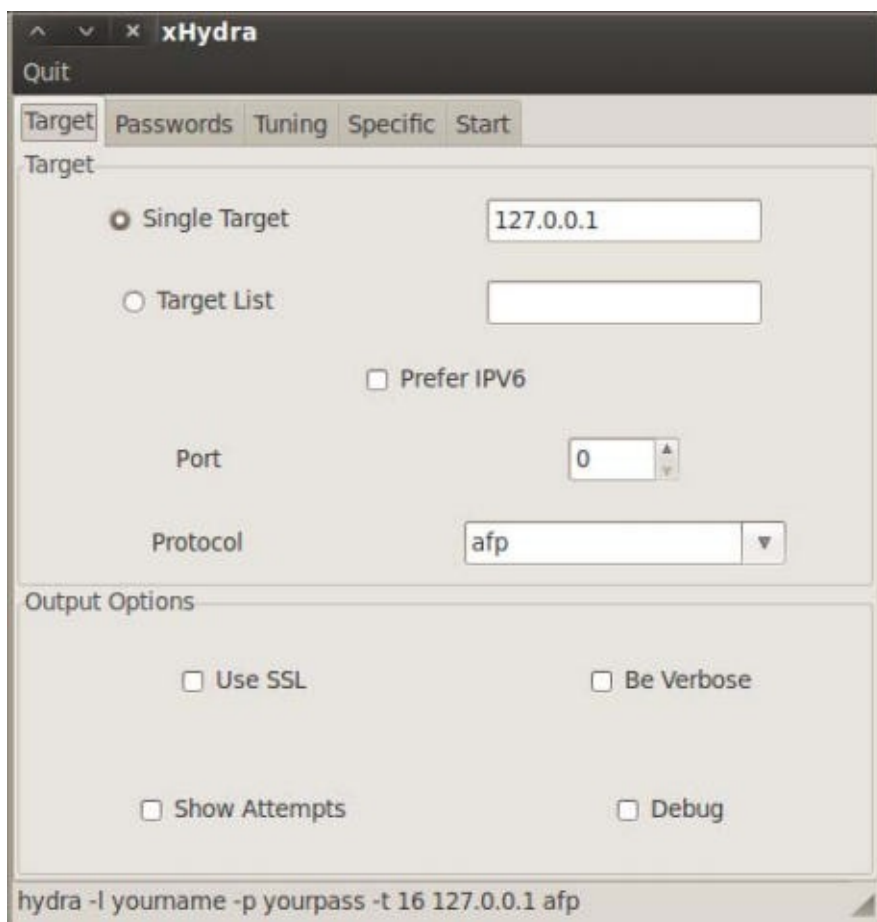 xHydra
Quit
Target Passwords Tuning Specific Start
Target
Single Target 127.0.0.1
Target List
Prefer IPV6
Port 0
Protocol afp
Output Options
Use SSL Be Verbose
Show Attempts Debug
hydra -l yourname -p yourpass -t 16 127.0.0.1 afp